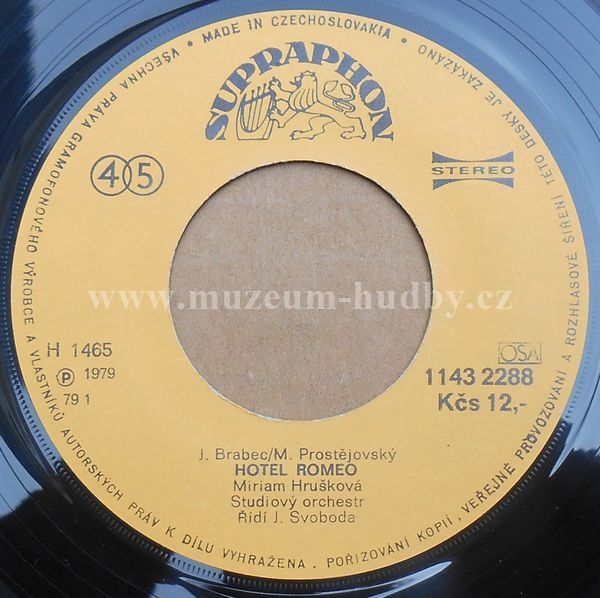 VŠECHNA PRÁVA GRAMOFONOVÉHO VÝROBCE A VLASTNÍKŮ AUTORSKÝCH PRÁV K DÍLU VYHRAŽENA. POŘIZOVÁNÍ KOPIÍ, VEŘEJNÉ PROVOZOVÁNÍ A ROZHLASOVÉ ŠÍŘENÍ TÉTO DESKY JE ZAKÁZÁNO • MADE IN CZECHOSLOVAKIA •
SUPRAPHON
45
STEREO
www.muzeum-hudby.cz
H 1465
℗ 1979
79 1
OSA
1143 2288
Kčs 12,-
J. Brabec/M. Prostějovský
HOTEL ROMEO
Miriam Hrušková
Studiový orchestr
Řídí J. Svoboda